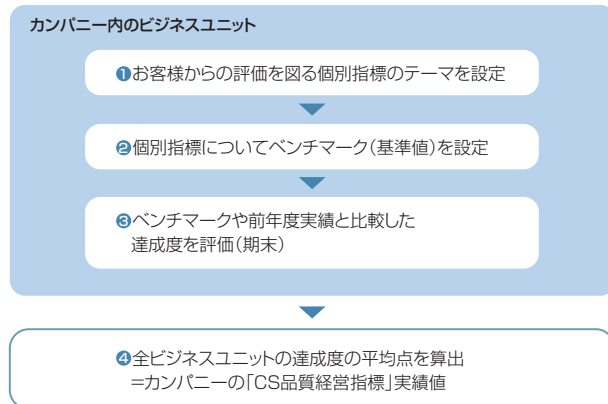 カンパニー内のビジネスユニット
❶お客様からの評価を図る個別指標のテーマを設定
❷個別指標についてベンチマーク（基準値）を設定
❸ベンチマークや前年度実績と比較した
達成度を評価（期末）
❹全ビジネスユニットの達成度の平均点を算出
=カンパニーの「CS品質経営指標」実績値